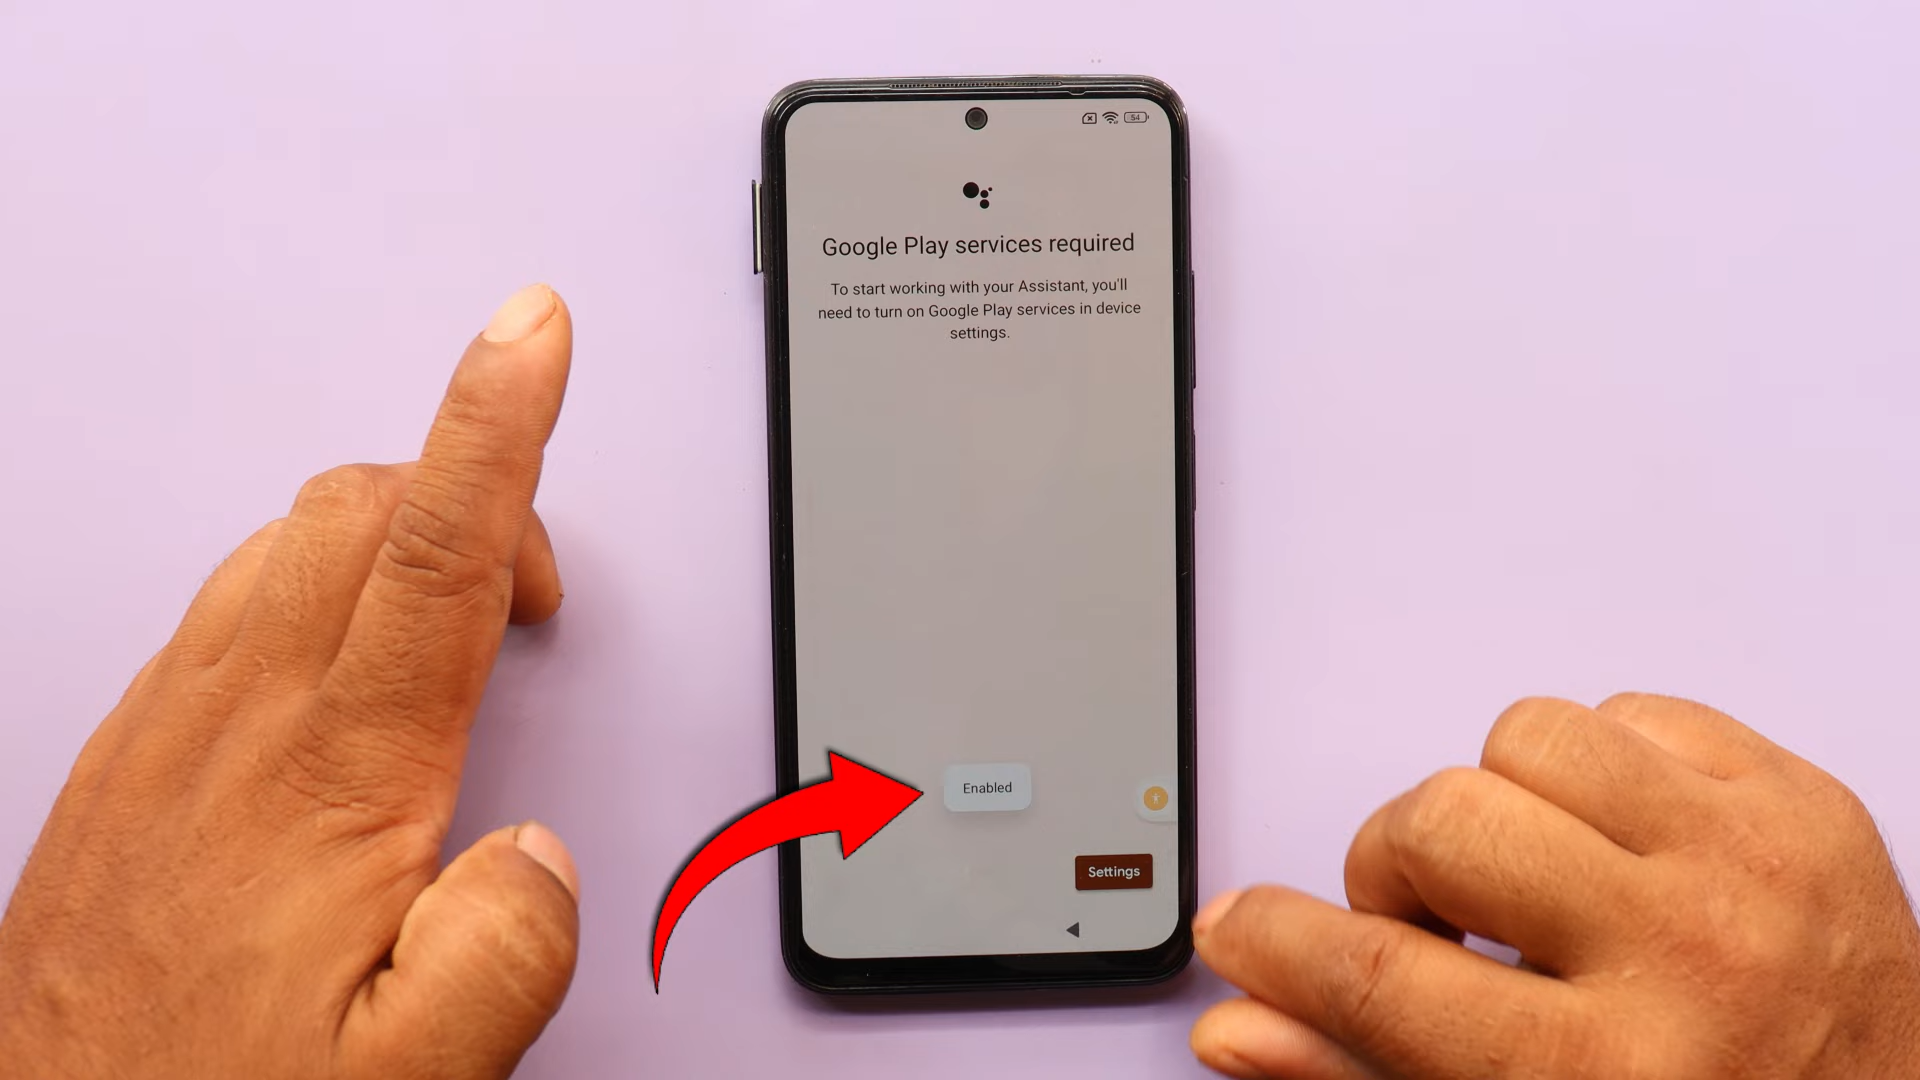 54
Google Play services required
To start working with your Assistant, you'll
need to turn on Google Play services in device
settings.
Enabled
Settings